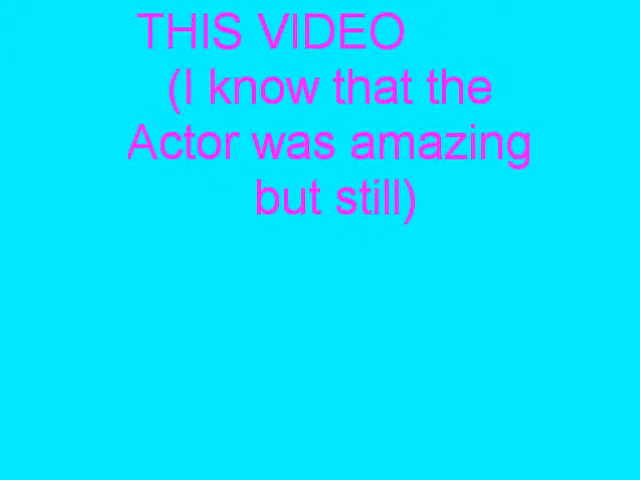 THIS VIDEO
(I know that the
Actor was amazing
but still)